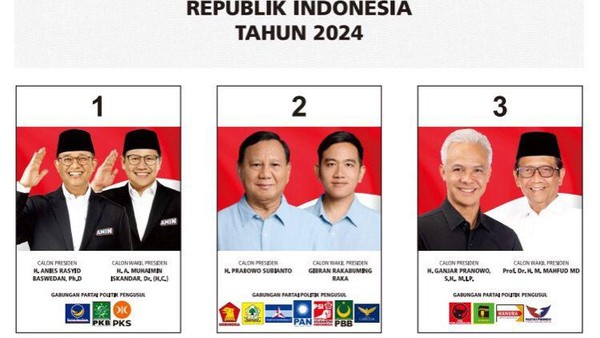 REPUBLIK INDONESIA
TAHUN 2024
1
AMIN
AMIN
CALON PRESIDEN
H. ANIES RASYID
BASWEDAN, Ph,D
CALON WAKIL PRESIDEN
H, A, MUHAIMIN
ISKANDAR, Dr, (H,C,)
GABUNGAN PARTAI POLITIK PENGUSUL
PKB
PKS
2
CALON PRESIDEN
H. PRABOWO SUBIANTO
CALON WAKIL PRESIDEN
GIBRAN RAKABUMING
RAKA
GABUNGAN PARTAI POLITIK PENGUSUL
GERINDRA
PAN
PBB
3
CALON PRESIDEN
H, GANJAR PRANOWO,
S,H,, M,I,P,
CALON WAKIL PRESIDEN
Prof, Dr, H, M, MAHFUD MD
GABUNGAN PARTAI POLITIK PENGUSUL
HANURA